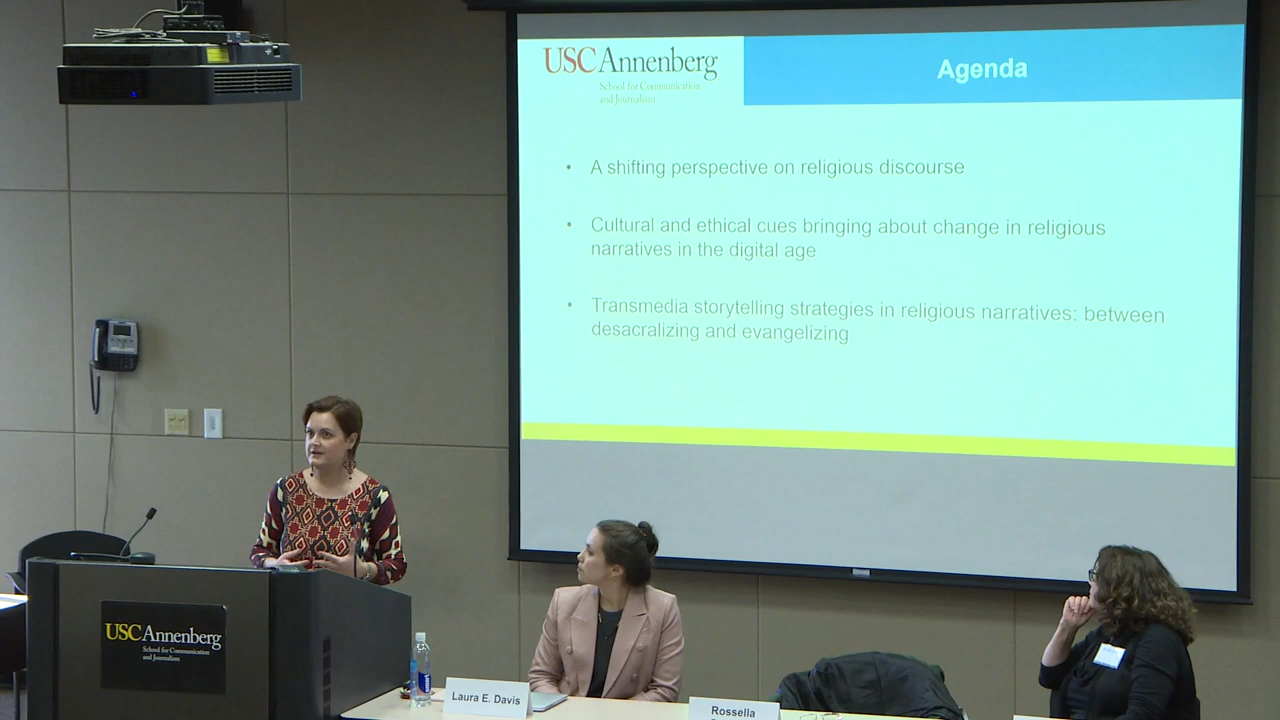 USC Annenberg
School for Communication
and Journalism
Agenda
• A shifting perspective on religious discourse
• Cultural and ethical cues bringing about change in religious
narratives in the digital age
• Transmedia storytelling strategies in religious narratives: between
desacralizing and evangelizing
USC Annenberg
School for Communication
and Journalism
Laura E. Davis
Rossella